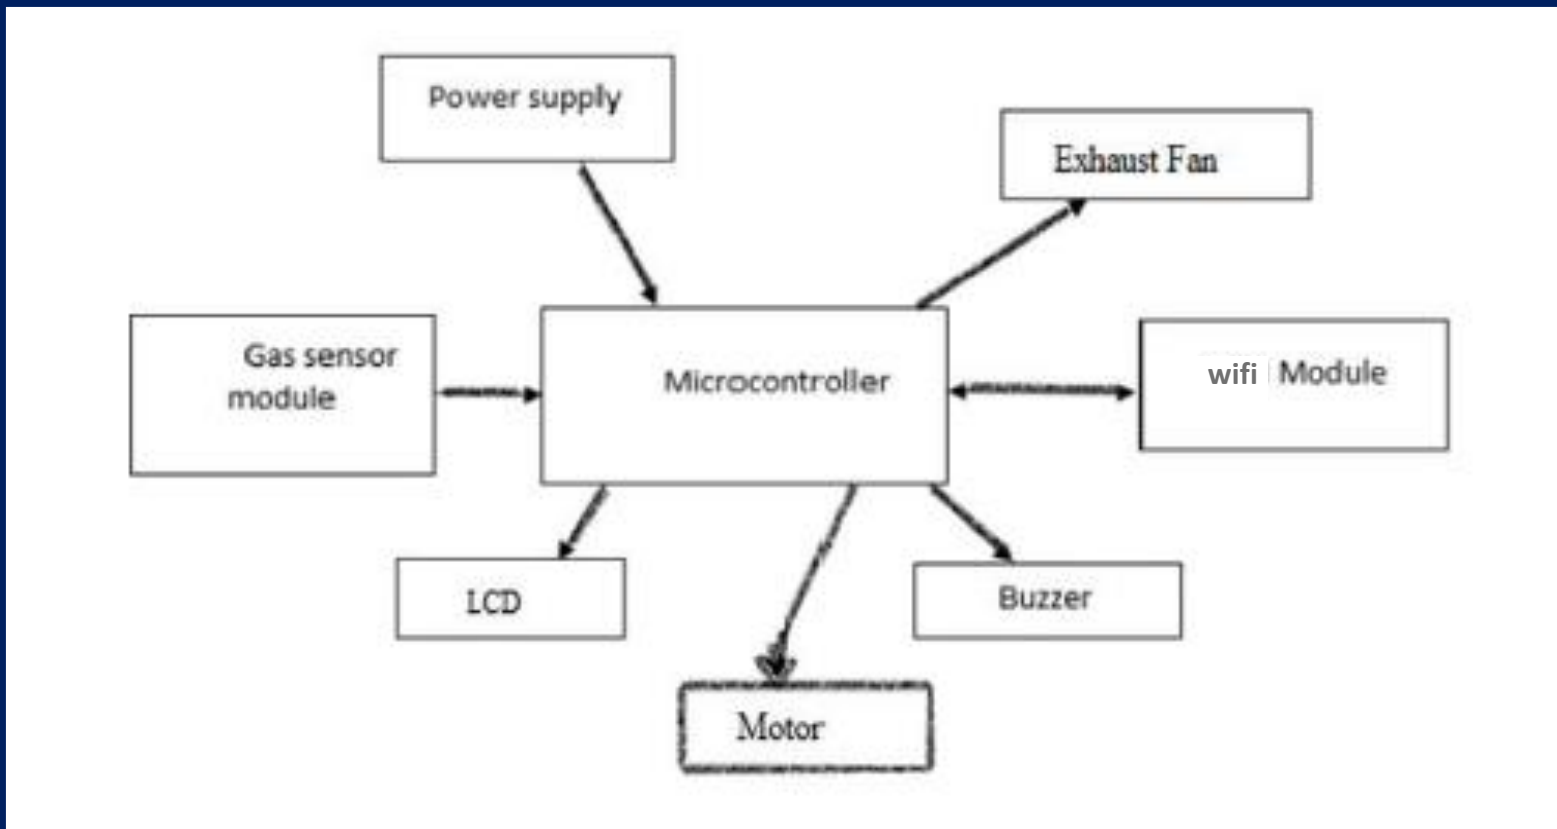 Power supply
Exhaust Fan
Gas sensor
module
Microcontroller
wifi Module
LCD
Buzzer
Motor